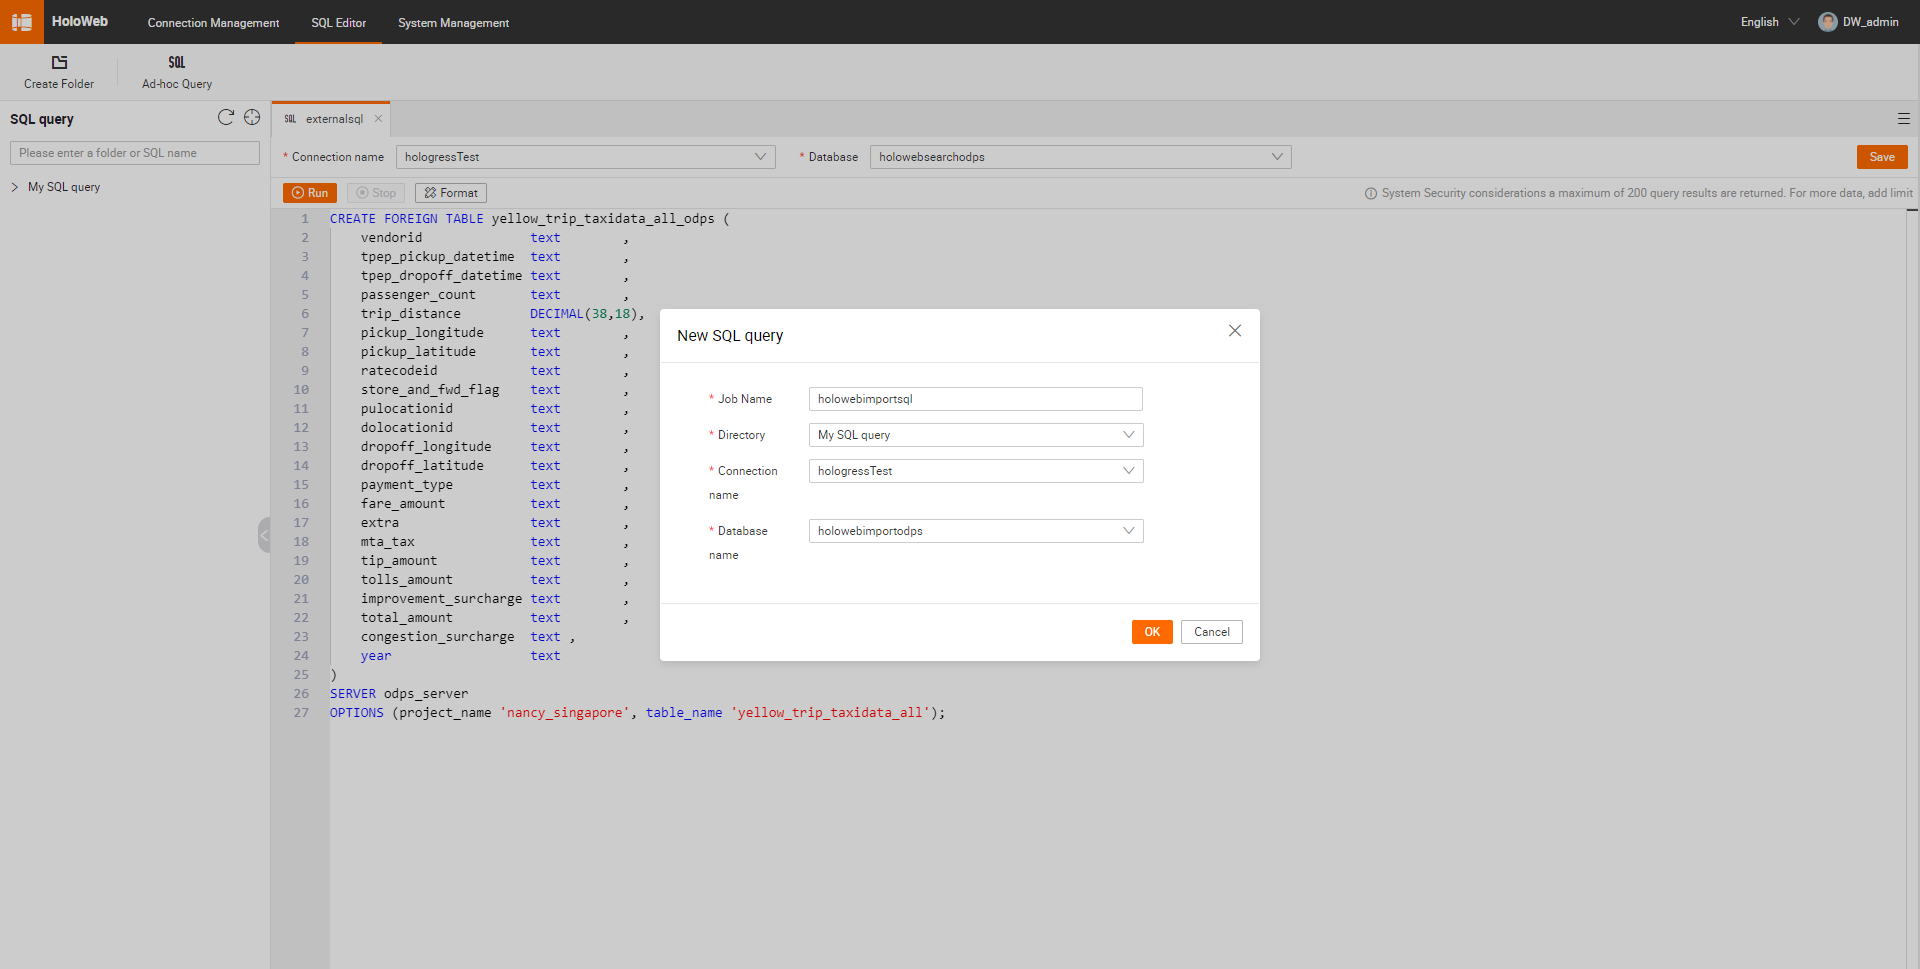 HoloWeb
Connection Management
SQL Editor
System Management
English
DW_admin
Create Folder
SQL
Ad-hoc Query
SQL query
Please enter a folder or SQL name
My SQL query
SQL externalsql
* Connection name hologressTest
* Database holowebsearchodps
Save
Run
Stop
Format
System Security considerations a maximum of 200 query results are returned. For more data, add limit
1 CREATE FOREIGN TABLE yellow_trip_taxidata_all_odps (
2 vendorid text ,
3 tpep_pickup_datetime text ,
4 tpep_dropoff_datetime text ,
5 passenger_count text ,
6 trip_distance DECIMAL(38,18),
7 pickup_longitude text ,
8 pickup_latitude text ,
9 ratecodeid text ,
10 store_and_fwd_flag text ,
11 pulocationid text ,
12 dolocationid text ,
13 dropoff_longitude text ,
14 dropoff_latitude text ,
15 payment_type text ,
16 fare_amount text ,
17 extra text ,
18 mta_tax text ,
19 tip_amount text ,
20 tolls_amount text ,
21 improvement_surcharge text ,
22 total_amount text ,
23 congestion_surcharge text ,
24 year text
25 )
26 SERVER odps_server
27 OPTIONS (project_name 'nancy_singapore', table_name 'yellow_trip_taxidata_all');
New SQL query
* Job Name holowebimportsql
* Directory My SQL query
* Connection name hologressTest
* Database name holowebimportodps
OK
Cancel